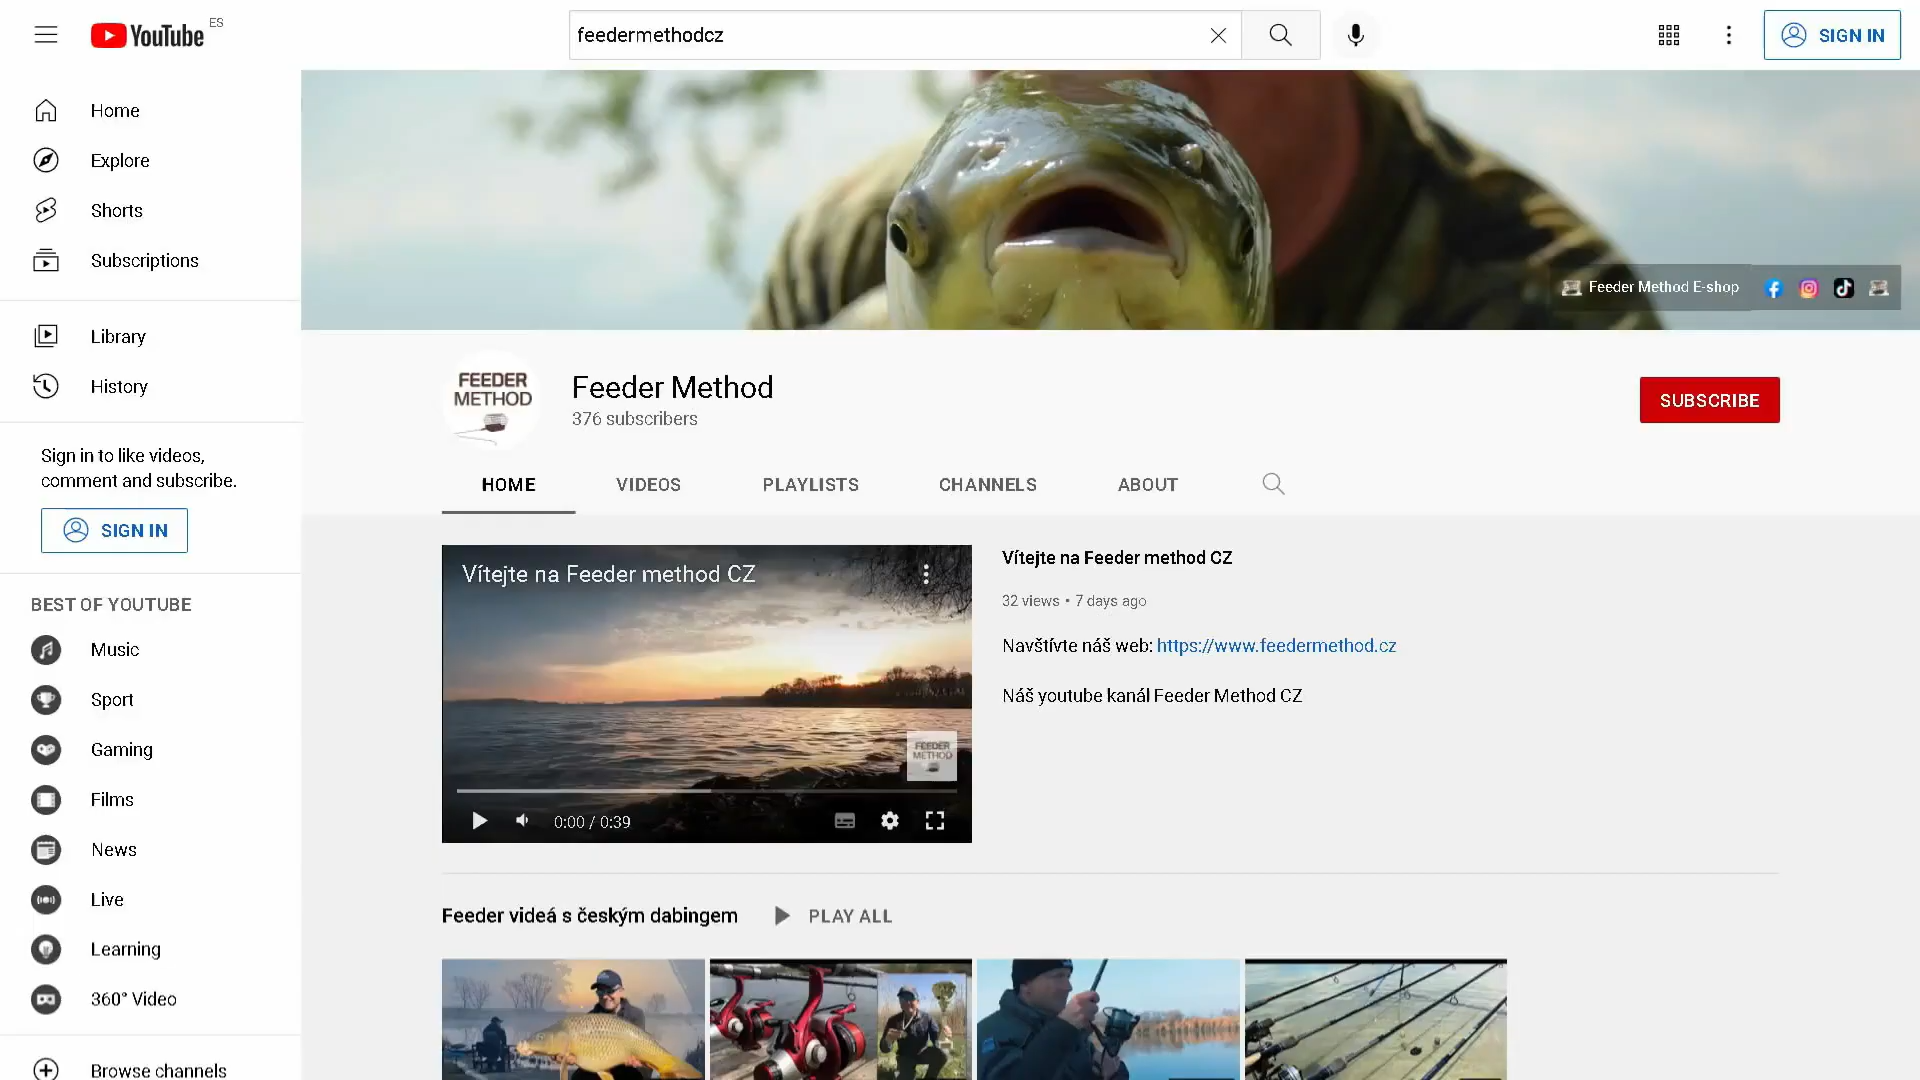 YouTube ES
feedermethodcz
SIGN IN
Home
Explore
Shorts
Subscriptions
Library
History
Sign in to like videos,
comment and subscribe.
SIGN IN
BEST OF YOUTUBE
Music
Sport
Gaming
Films
News
Live
Learning
360° Video
Browse channels
Feeder Method E-shop
FEEDER
METHOD
Feeder Method
376 subscribers
SUBSCRIBE
HOME
VIDEOS
PLAYLISTS
CHANNELS
ABOUT
Vítejte na Feeder method CZ
FEEDER
METHOD
0:00 / 0:39
Vítejte na Feeder method CZ
32 views • 7 days ago
Navštívte náš web: https://www.feedermethod.cz
Náš youtube kanál Feeder Method CZ
Feeder videá s českým dabingem
PLAY ALL